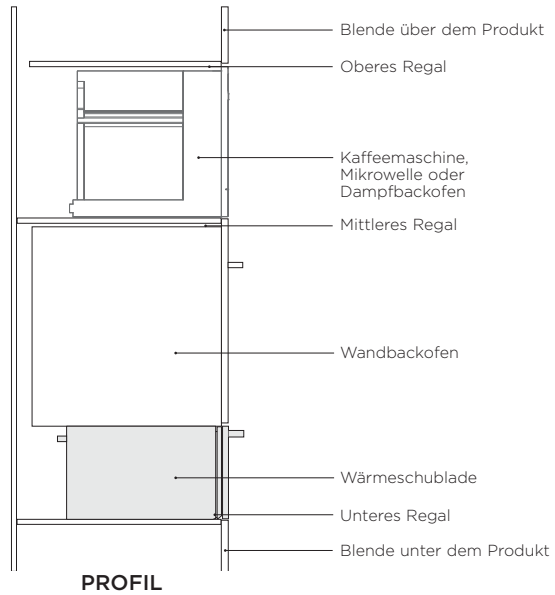 Blende über dem Produkt
Oberes Regal
Kaffeemaschine,
Mikrowelle oder
Dampfbackofen
Mittleres Regal
Wandbackofen
Wärmeschublade
Unteres Regal
Blende unter dem Produkt
PROFIL